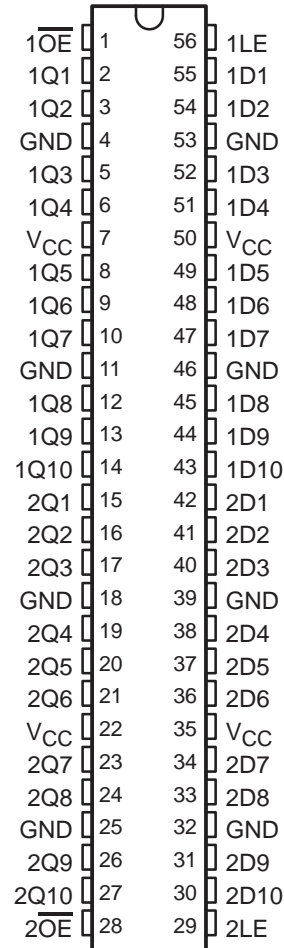 1O̅E̅ 1 56 1LE
1Q1 2 55 1D1
1Q2 3 54 1D2
GND 4 53 GND
1Q3 5 52 1D3
1Q4 6 51 1D4
VCC 7 50 VCC
1Q5 8 49 1D5
1Q6 9 48 1D6
1Q7 10 47 1D7
GND 11 46 GND
1Q8 12 45 1D8
1Q9 13 44 1D9
1Q10 14 43 1D10
2Q1 15 42 2D1
2Q2 16 41 2D2
2Q3 17 40 2D3
GND 18 39 GND
2Q4 19 38 2D4
2Q5 20 37 2D5
2Q6 21 36 2D6
VCC 22 35 VCC
2Q7 23 34 2D7
2Q8 24 33 2D8
GND 25 32 GND
2Q9 26 31 2D9
2Q10 27 30 2D10
2O̅E̅ 28 29 2LE